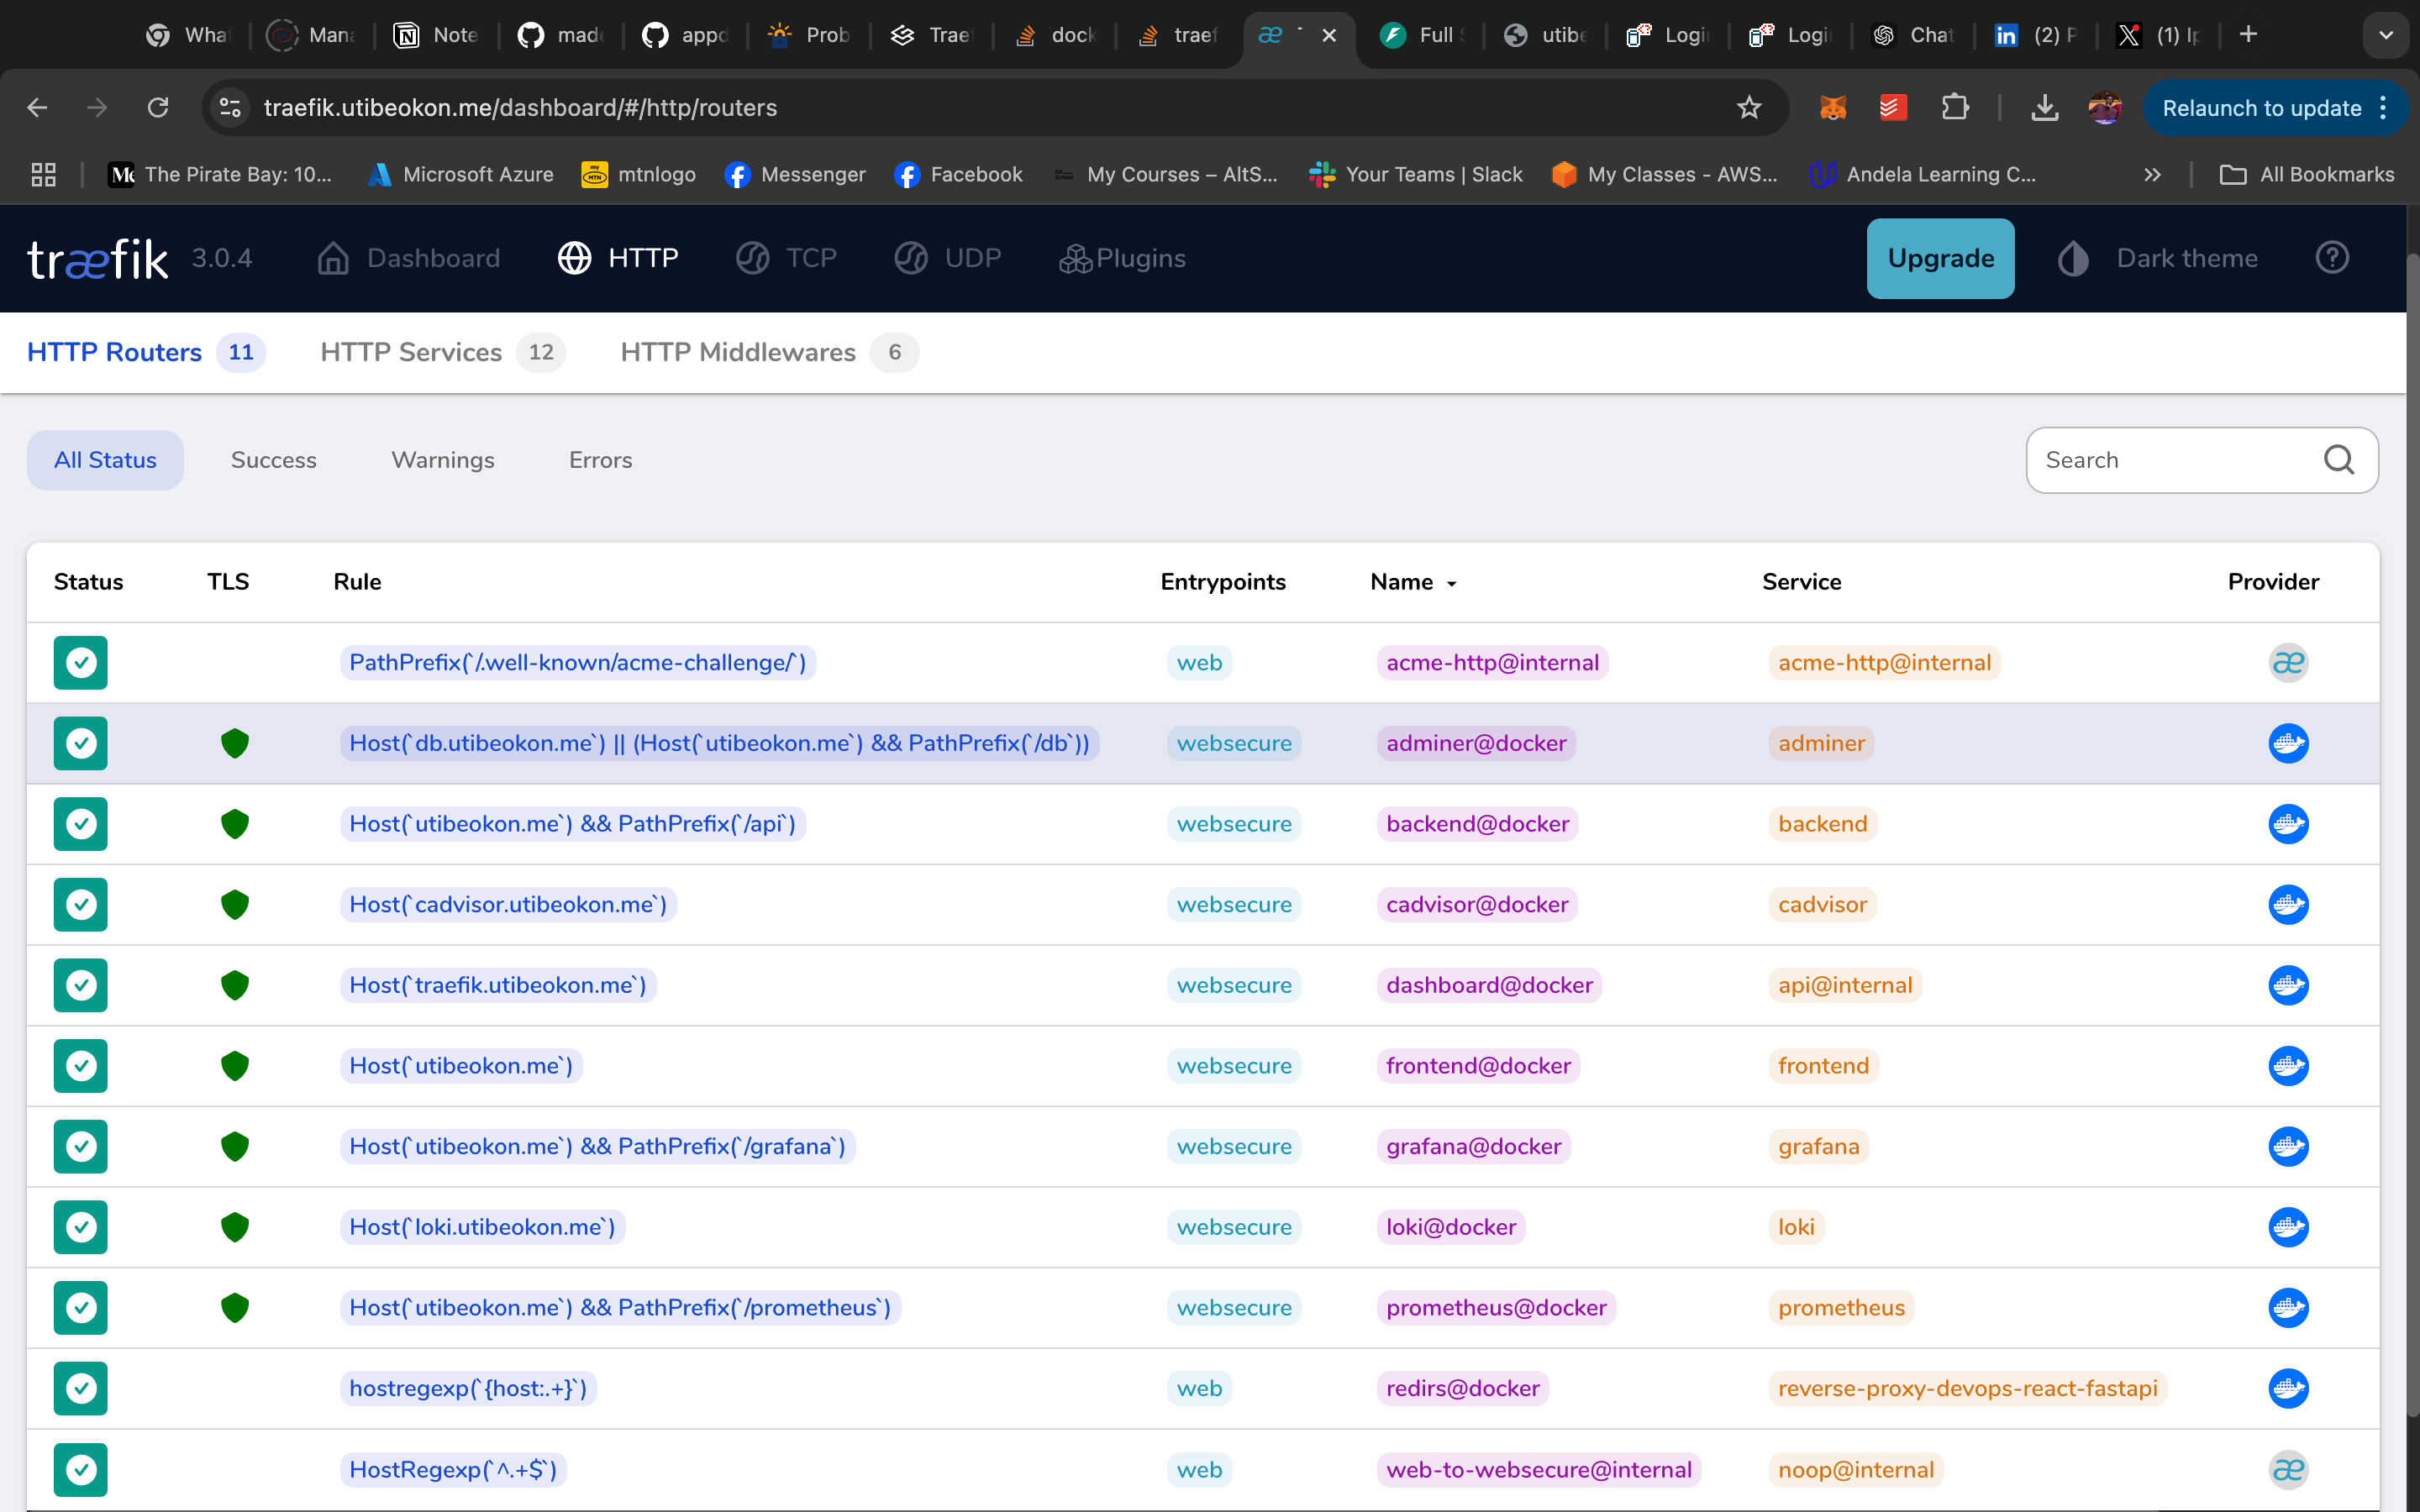 Wha Mana Note made appd Prob Traef dock traef Full S utibe Login Login Chat (2) P (1) Ip
traefik.utibeokon.me/dashboard/#/http/routers Relaunch to update
The Pirate Bay: 10... Microsoft Azure mtnlogo Messenger Facebook My Courses – AltS... Your Teams | Slack My Classes - AWS... Andela Learning C... All Bookmarks
træfik 3.0.4 Dashboard HTTP TCP UDP Plugins Upgrade Dark theme
HTTP Routers 11 HTTP Services 12 HTTP Middlewares 6
All Status Success Warnings Errors Search
Status TLS Rule Entrypoints Name Service Provider
PathPrefix(`/.well-known/acme-challenge/`) web acme-http@internal acme-http@internal
Host(`db.utibeokon.me`) || (Host(`utibeokon.me`) && PathPrefix(`/db`)) websecure adminer@docker adminer
Host(`utibeokon.me`) && PathPrefix(`/api`) websecure backend@docker backend
Host(`cadvisor.utibeokon.me`) websecure cadvisor@docker cadvisor
Host(`traefik.utibeokon.me`) websecure dashboard@docker api@internal
Host(`utibeokon.me`) websecure frontend@docker frontend
Host(`utibeokon.me`) && PathPrefix(`/grafana`) websecure grafana@docker grafana
Host(`loki.utibeokon.me`) websecure loki@docker loki
Host(`utibeokon.me`) && PathPrefix(`/prometheus`) websecure prometheus@docker prometheus
hostregexp(`{host:.+}`) web redirs@docker reverse-proxy-devops-react-fastapi
HostRegexp(`^.+$`) web web-to-websecure@internal noop@internal